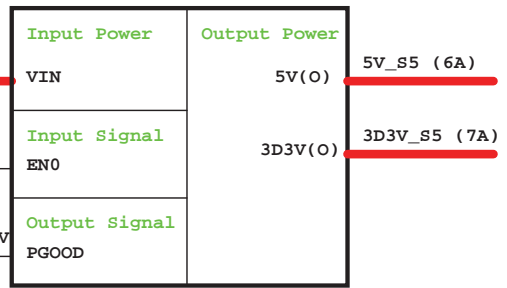 Input Power
VIN
Input Signal
EN0
Output Signal
PGOOD
Output Power
5V(O)
3D3V(O)
5V_S5 (6A)
3D3V_S5 (7A)
V